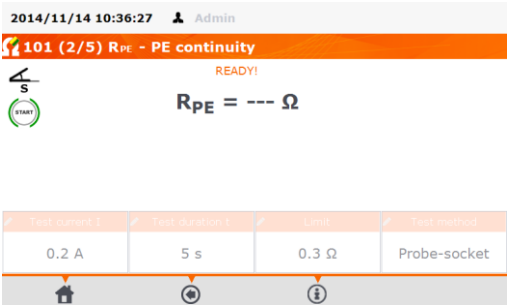 2014/11/14 10:36:27 Admin
101 (2/5) RPE - PE continuity
READY!
S
START
RPE = --- Ω
Test current I Test duration t Limit Test method
0.2 A 5 s 0.3 Ω Probe-socket